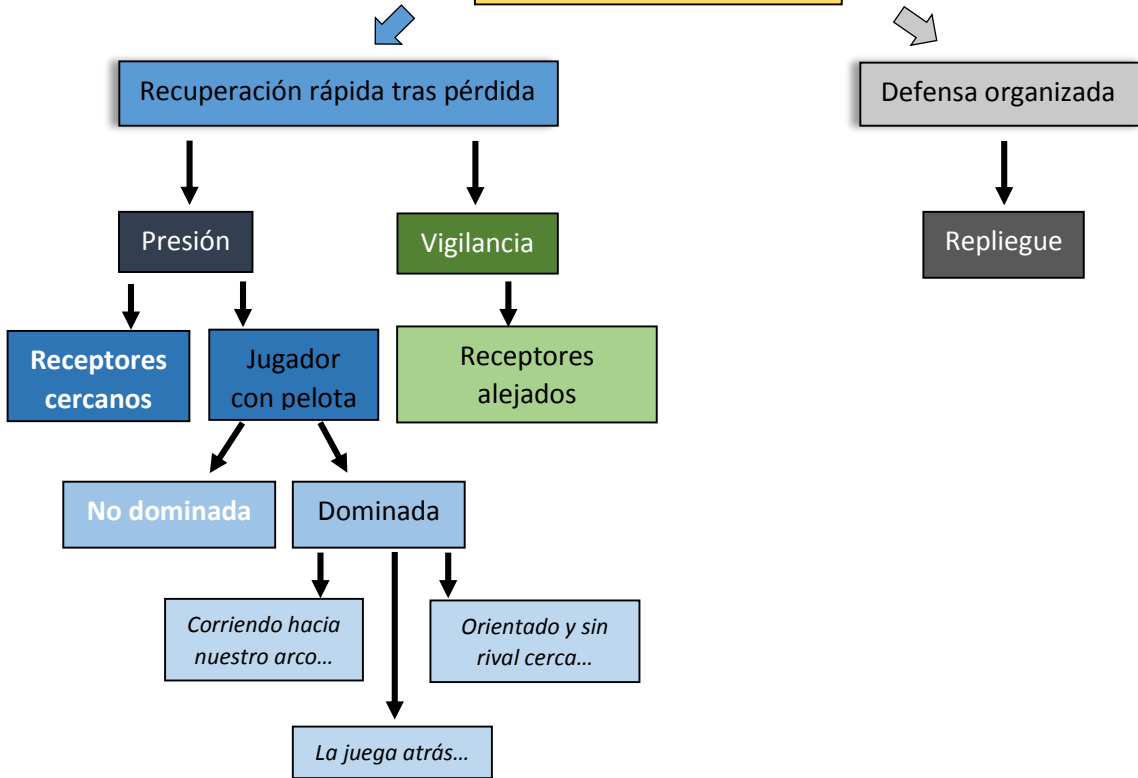 Recuperación rápida tras pérdida
Defensa organizada
Presión
Vigilancia
Repliegue
Receptores
cercanos
Jugador
con pelota
Receptores
alejados
No dominada
Dominada
Corriendo hacia
nuestro arco…
Orientado y sin
rival cerca…
La juega atrás…